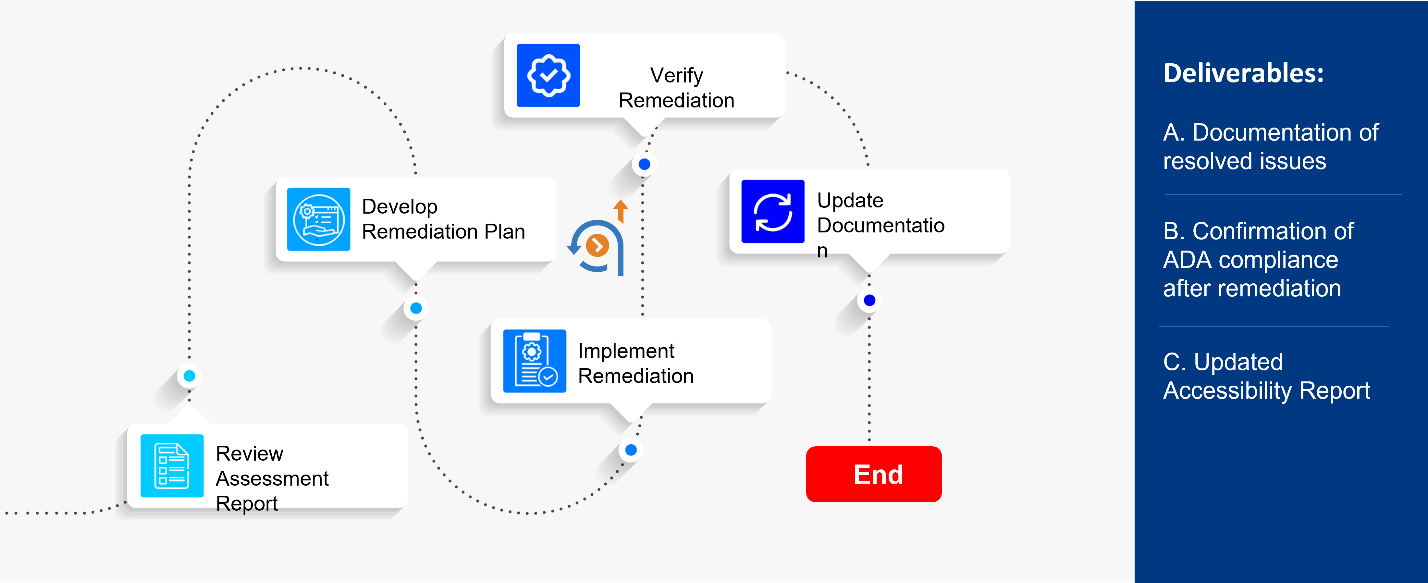 Verify
Remediation
Develop
Remediation Plan
Update
Documentatio
n
Implement
Remediation
Review
Assessment
Report
End
Deliverables:
A. Documentation of
resolved issues
B. Confirmation of
ADA compliance
after remediation
C. Updated
Accessibility Report